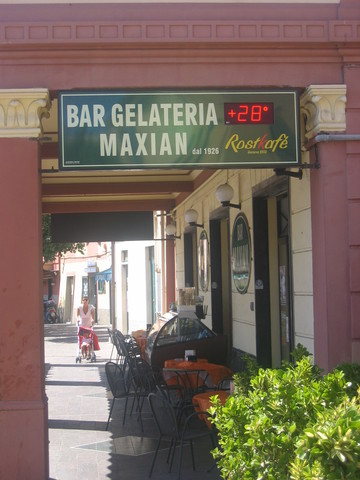 BAR GELATERIA +28°
MAXIAN dal 1926
RostKafé